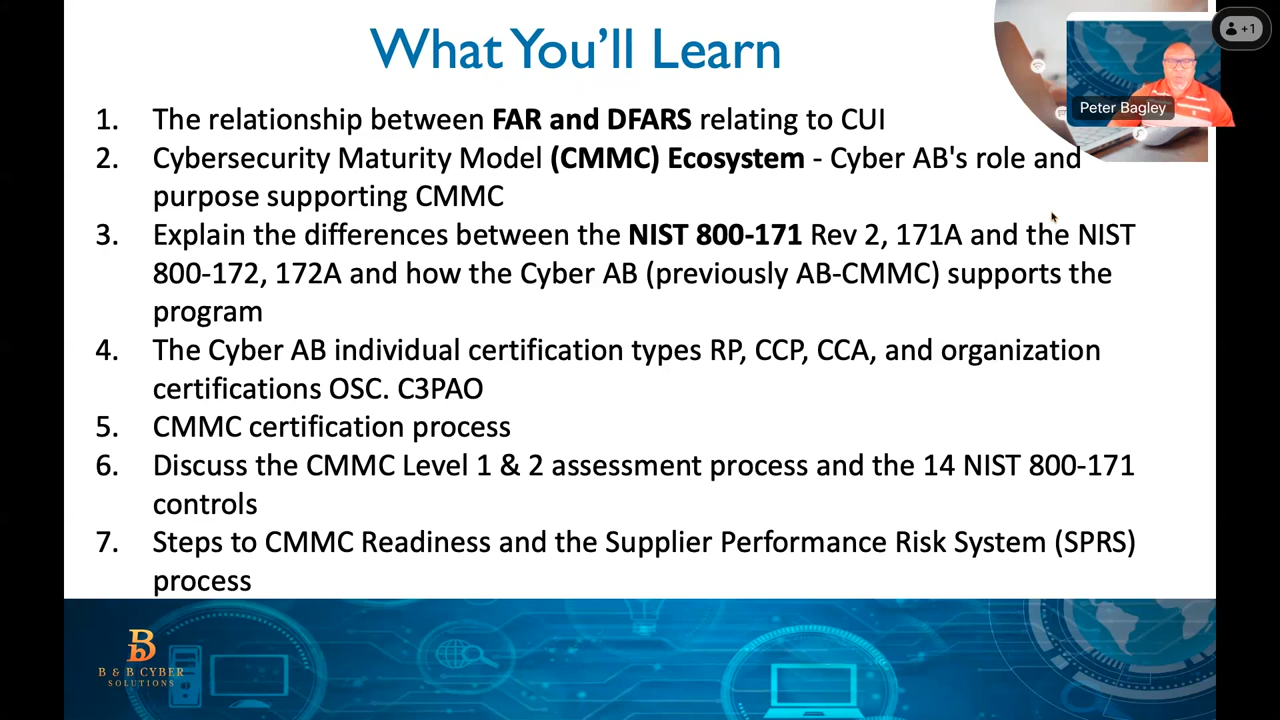 What You'll Learn
+1
Peter Bagley
1. The relationship between FAR and DFARS relating to CUI
2. Cybersecurity Maturity Model (CMMC) Ecosystem - Cyber AB's role and
purpose supporting CMMC
3. Explain the differences between the NIST 800-171 Rev 2, 171A and the NIST
800-172, 172A and how the Cyber AB (previously AB-CMMC) supports the
program
4. The Cyber AB individual certification types RP, CCP, CCA, and organization
certifications OSC. C3PAO
5. CMMC certification process
6. Discuss the CMMC Level 1 & 2 assessment process and the 14 NIST 800-171
controls
7. Steps to CMMC Readiness and the Supplier Performance Risk System (SPRS)
process
B & B CYBER
SOLUTIONS